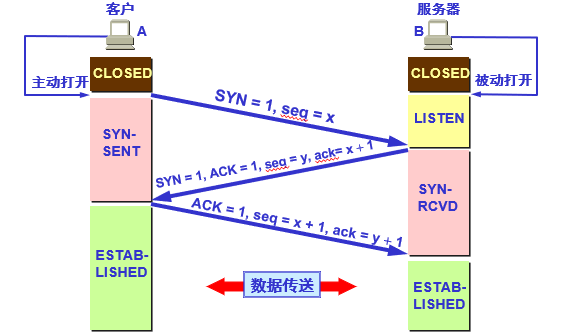 客户
服务器
A
B
CLOSED
CLOSED
主动打开
被动打开
SYN = 1, seq = x
LISTEN
SYN-
SENT
SYN = 1, ACK = 1, seq = y, ack= x + 1
SYN-
RCVD
ACK = 1, seq = x + 1, ack = y + 1
ESTAB-
LISHED
数据传送
ESTAB-
LISHED